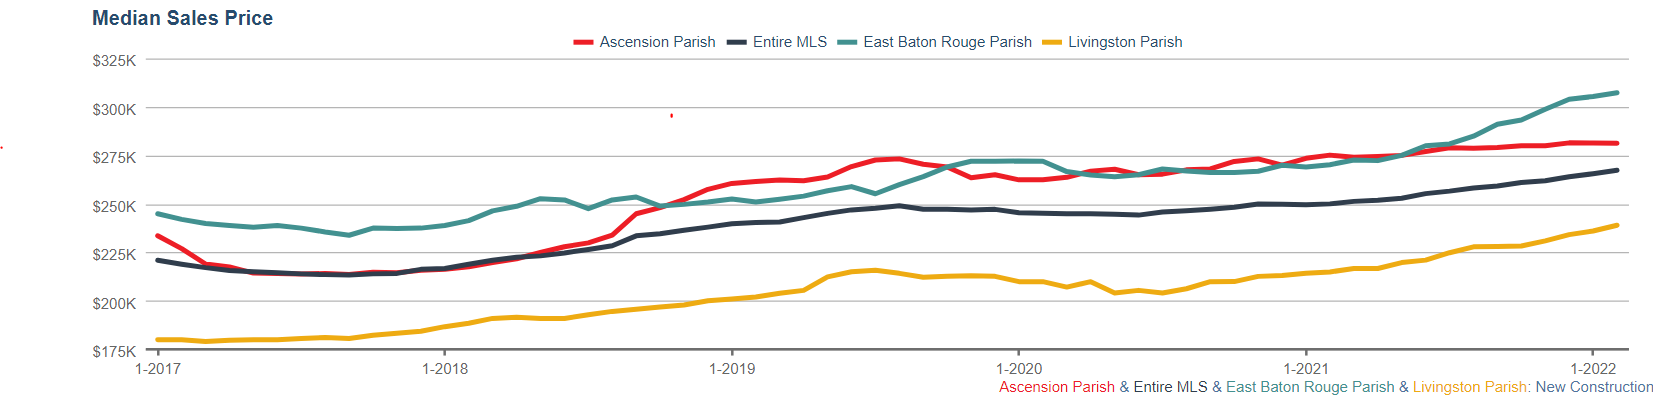 Median Sales Price
Ascension Parish Entire MLS East Baton Rouge Parish Livingston Parish
$325K
$300K
$275K
$250K
$225K
$200K
$175K
1-2017 1-2018 1-2019 1-2020 1-2021 1-2022
Ascension Parish & Entire MLS & East Baton Rouge Parish & Livingston Parish: New Construction